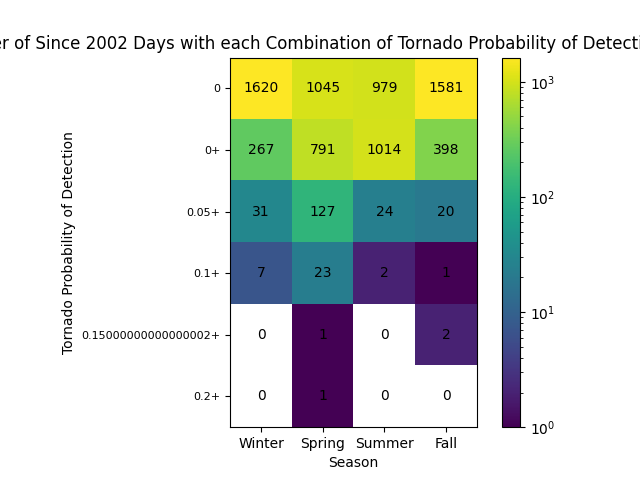 of Since 2002 Days with each Combination of Tornado Probability of
0 1620 1045 979 1581
0+ 267 791 1014 398
0.05+ 31 127 24 20
0.1+ 7 23 2 1
0.15000000000000002+ 0 1 0 2
0.2+ 0 1 0 0
Winter Spring Summer Fall
Season
Tornado Probability of Detection
10³
10²
10¹
10⁰